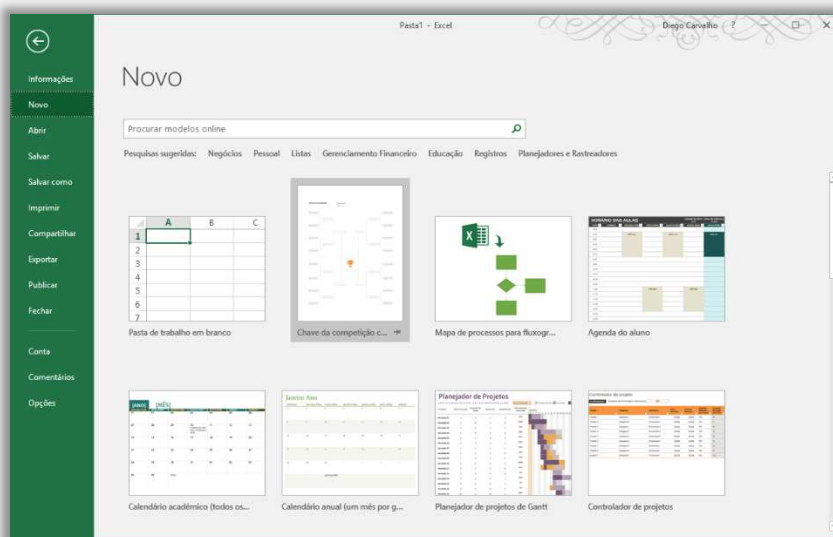 Pasta1 - Excel
Diego Carvalho ?
Informações
Novo
Abrir
Salvar
Salvar como
Imprimir
Compartilhar
Exportar
Publicar
Fechar
Conta
Comentários
Opções
Novo
Procurar modelos online
Pesquisas sugeridas: Negócios Pessoal Listas Gerenciamento Financeiro Educação Registros Planejadores e Rastreadores
A B C
1
2
3
4
5
6
7
X
HORÁRIO DAS AULAS
Pasta de trabalho em branco
Chave da competição c...
Mapa de processos para fluxogr...
Agenda do aluno
[ANO] [MÊS]
Janeiro Ano
Planejador de Projetos
Controlador de projeto
Calendário acadêmico (todos os...
Calendário anual (um mês por g...
Planejador de projetos de Gantt
Controlador de projetos